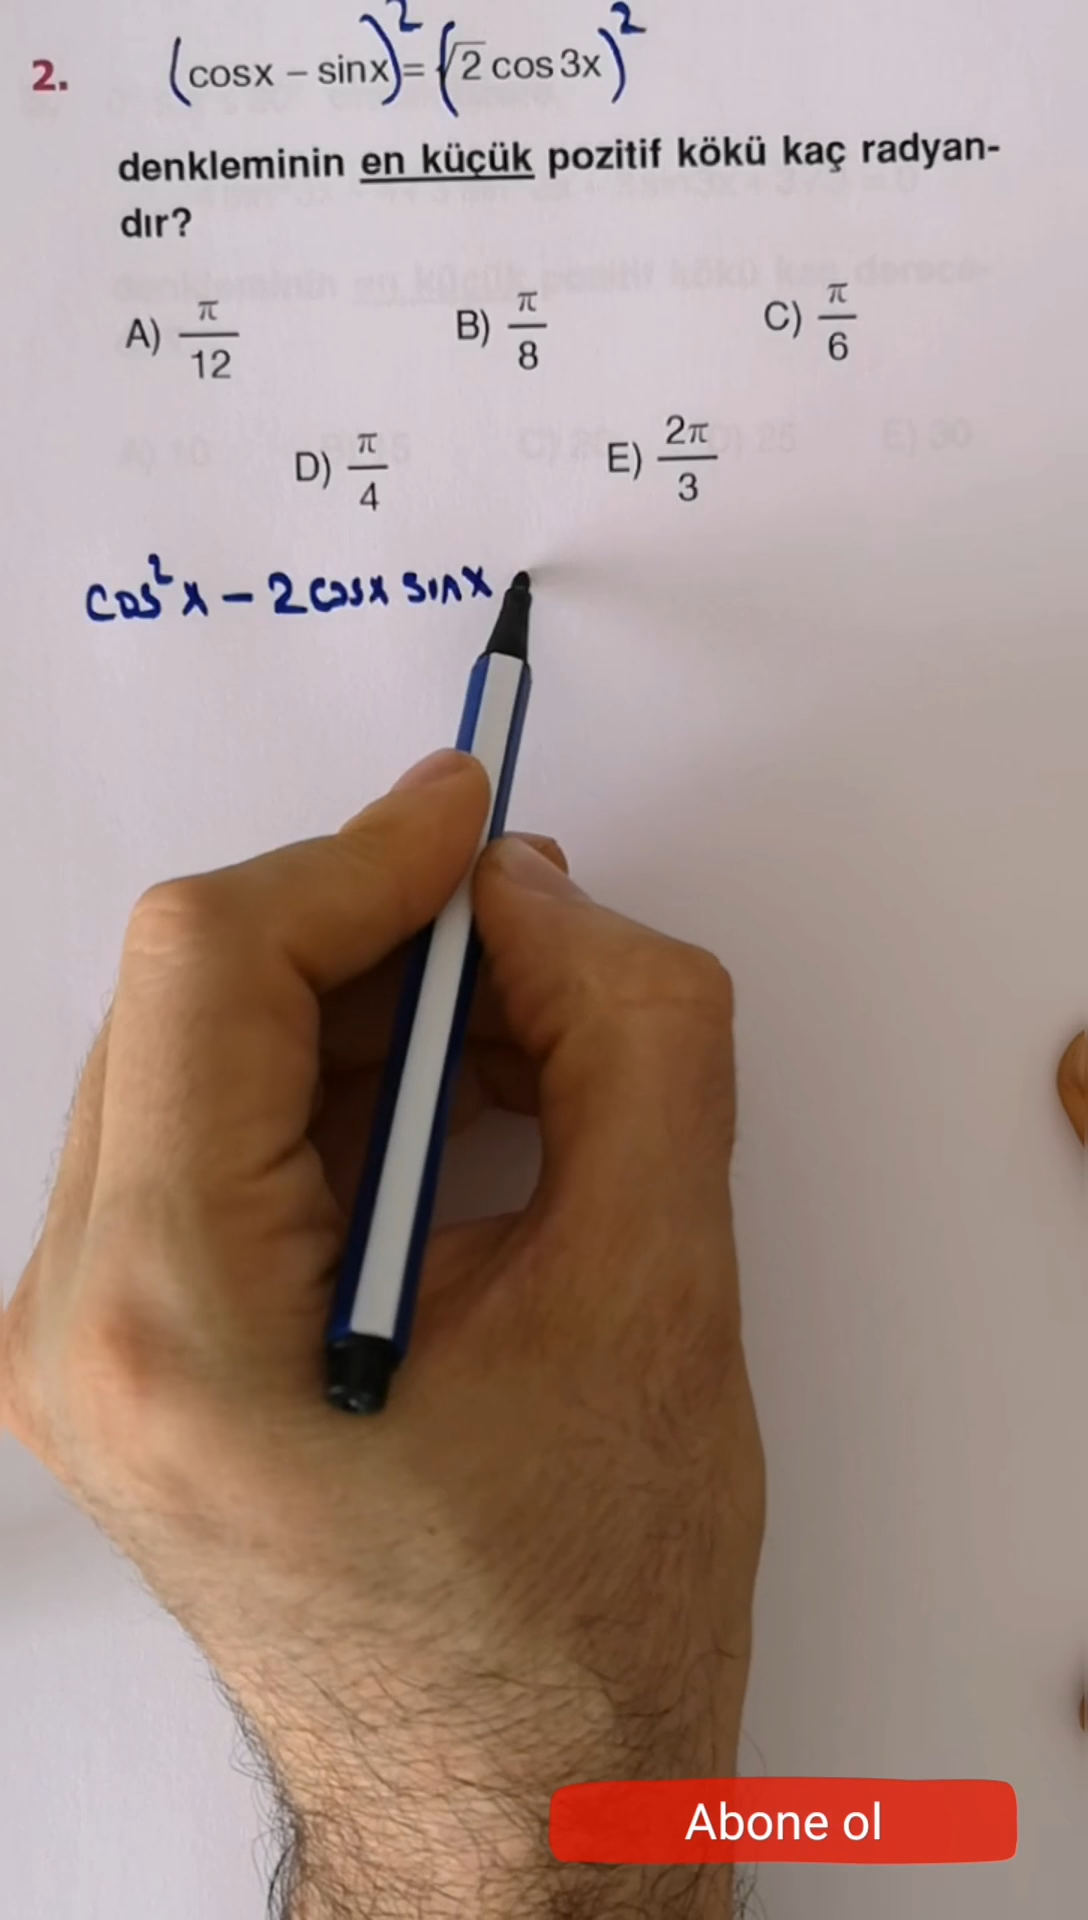 2. (cosx – sinx)² = (√2 cos3x)²
denkleminin en küçük pozitif kökü kaç radyan-
dır?
A) π/12 B) π/8 C) π/6
D) π/4 E) 2π/3
cos²x – 2cosx sinx
Abone ol